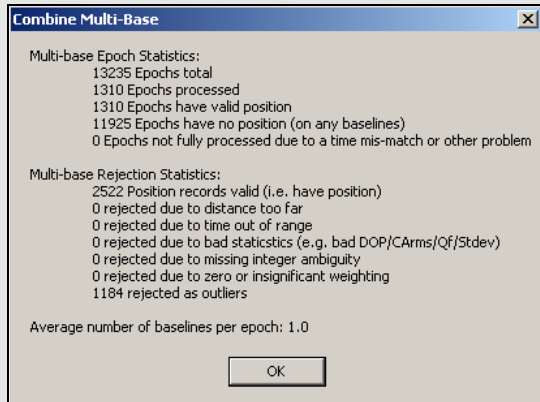 Combine Multi-Base
Multi-base Epoch Statistics:
13235 Epochs total
1310 Epochs processed
1310 Epochs have valid position
11925 Epochs have no position (on any baselines)
0 Epochs not fully processed due to a time mis-match or other problem
Multi-base Rejection Statistics:
2522 Position records valid (i.e. have position)
0 rejected due to distance too far
0 rejected due to time out of range
0 rejected due to bad staticstics (e.g. bad DOP/CArms/Qf/Stdev)
0 rejected due to missing integer ambiguity
0 rejected due to zero or insignificant weighting
1184 rejected as outliers
Average number of baselines per epoch: 1.0
OK